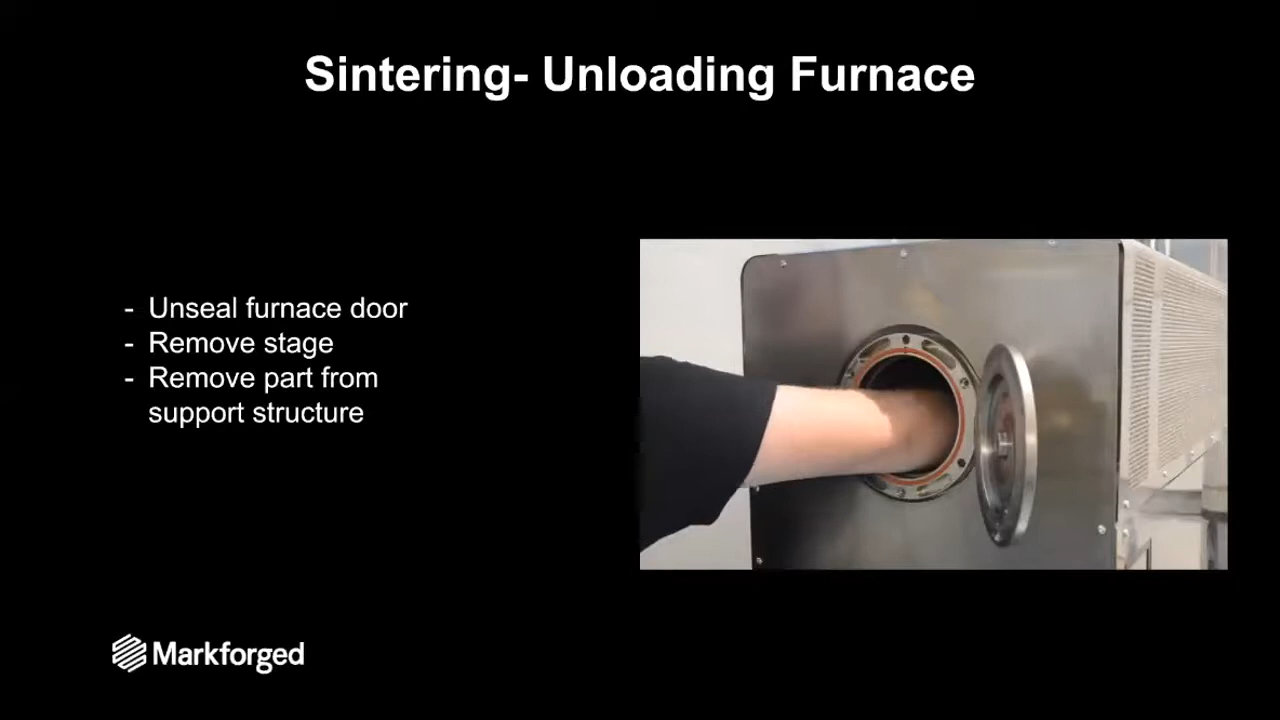 Sintering- Unloading Furnace
- Unseal furnace door
- Remove stage
- Remove part from
support structure
Markforged